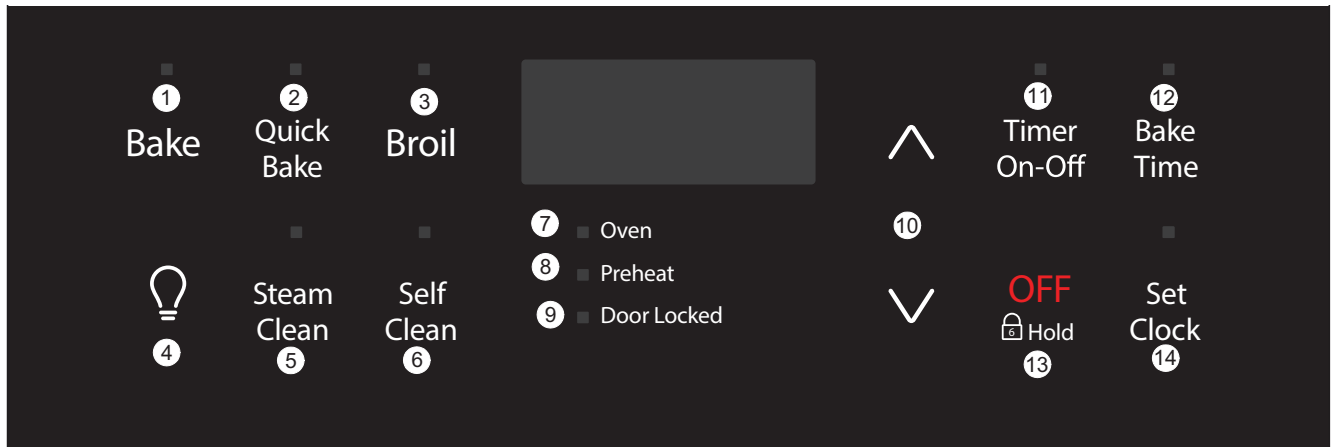 1
Bake
2
Quick
Bake
3
Broil
11
Timer
On-Off
12
Bake
Time
7
Oven
8
Preheat
9
Door Locked
10
4
Steam
Clean
5
Self
Clean
6
OFF
6
Hold
13
Set
Clock
14